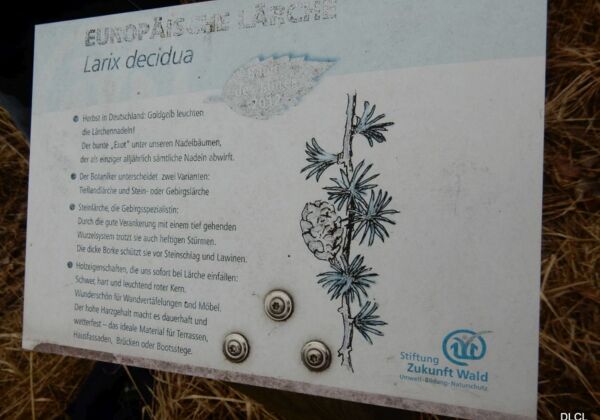 EUROPÄISCHE LÄRCHE
Larix decidua
Herbst in Deutschland: Goldgelb leuchten
die Lärchennadeln!
Der bunte „Exot" unter unseren Nadelbäumen,
der als einziger alljährlich sämtliche Nadeln abwirft.
Der Botaniker unterscheidet zwei Varianten:
Tieflandlärche und Stein- oder Gebirgslärche
Steinlärche, die Gebirgsspezialistin:
Durch die gute Verankerung mit einem tief gehenden
Wurzelsystem trotzt sie auch heftigen Stürmen.
Die dicke Borke schützt sie vor Steinschlag und Lawinen.
Holzeigenschaften, die uns sofort bei Lärche einfallen:
Schwer, hart und leuchtend roter Kern.
Wunderschön für Wandvertäfelungen und Möbel.
Der hohe Harzgehalt macht es dauerhaft und
wetterfest – das ideale Material für Terrassen,
Hausfassaden, Brücken oder Bootsstege.
Stiftung
Zukunft Wald
Umwelt-Bildung-Naturschutz
DLCL